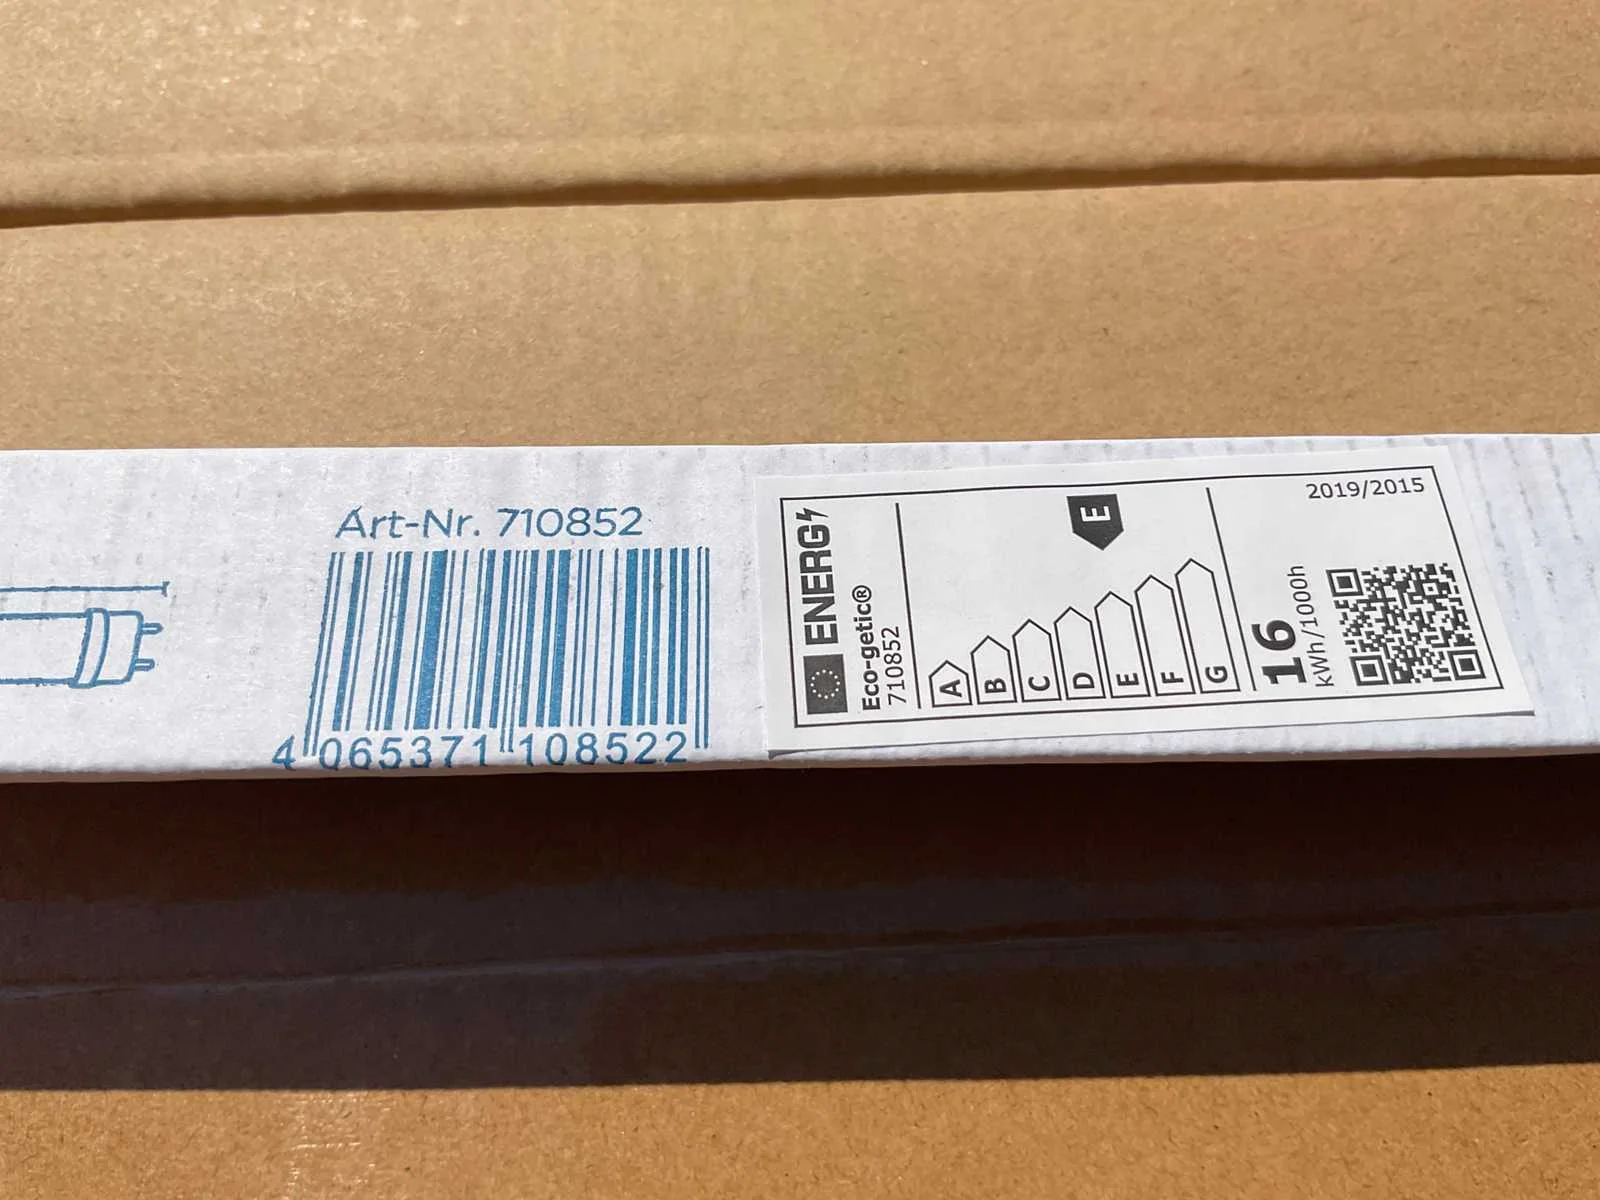 Art-Nr. 710852
4 065371 108522
ENERG
Eco-getic®
710852
A
B
C
D
E
F
G
E
16
kWh/1000h
2019/2015